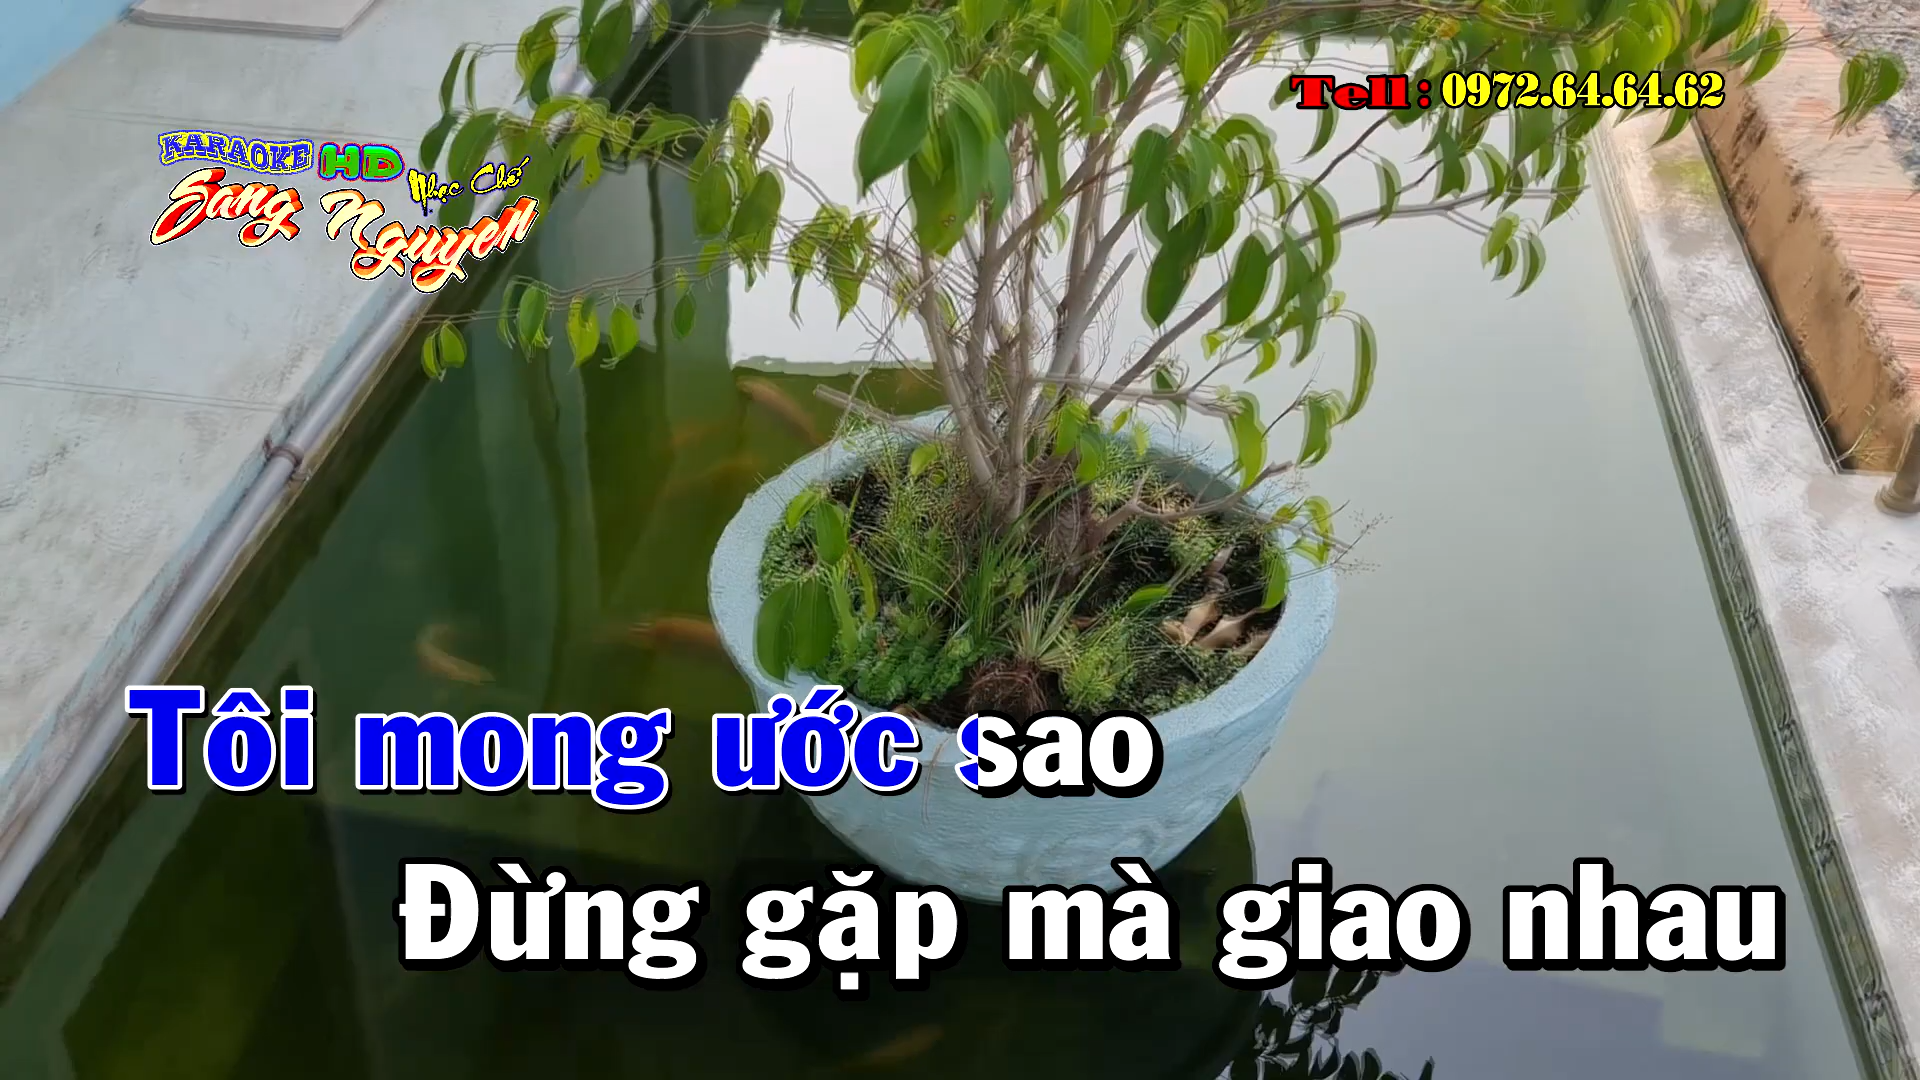 Tell : 0972.64.64.62
KARAOKE HD Nhạc Chế
Sang Nguyen
Tôi mong ước sao
Đừng gặp mà giao nhau